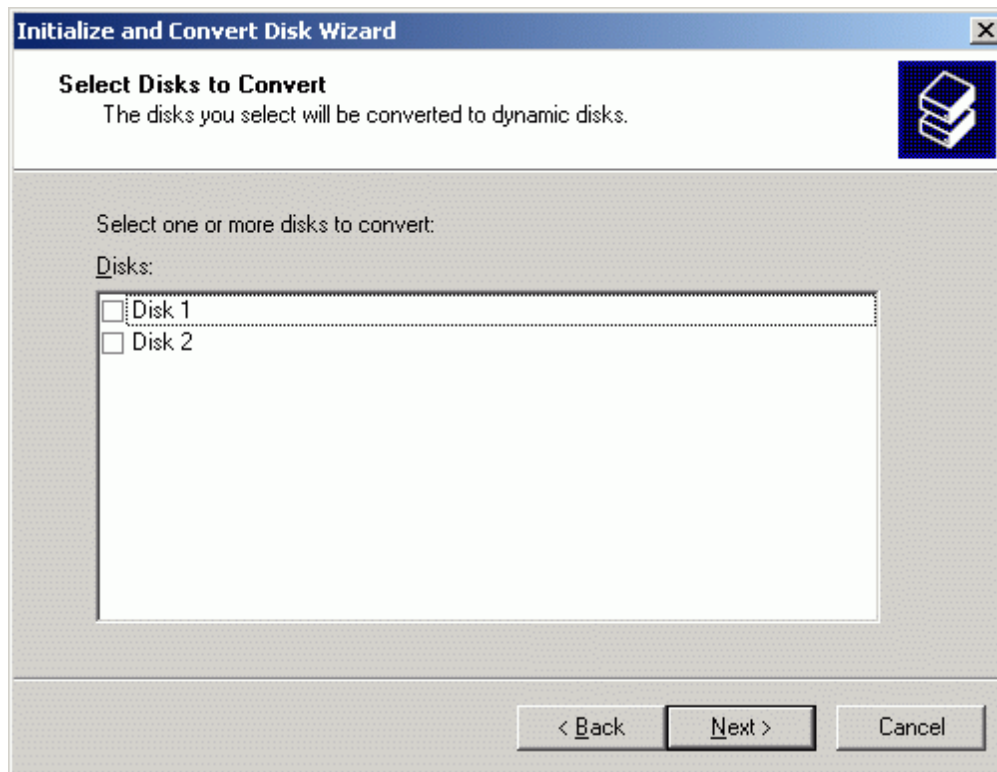 Initialize and Convert Disk Wizard
Select Disks to Convert
The disks you select will be converted to dynamic disks.
Select one or more disks to convert:
Disks:
Disk 1
Disk 2
< Back Next > Cancel